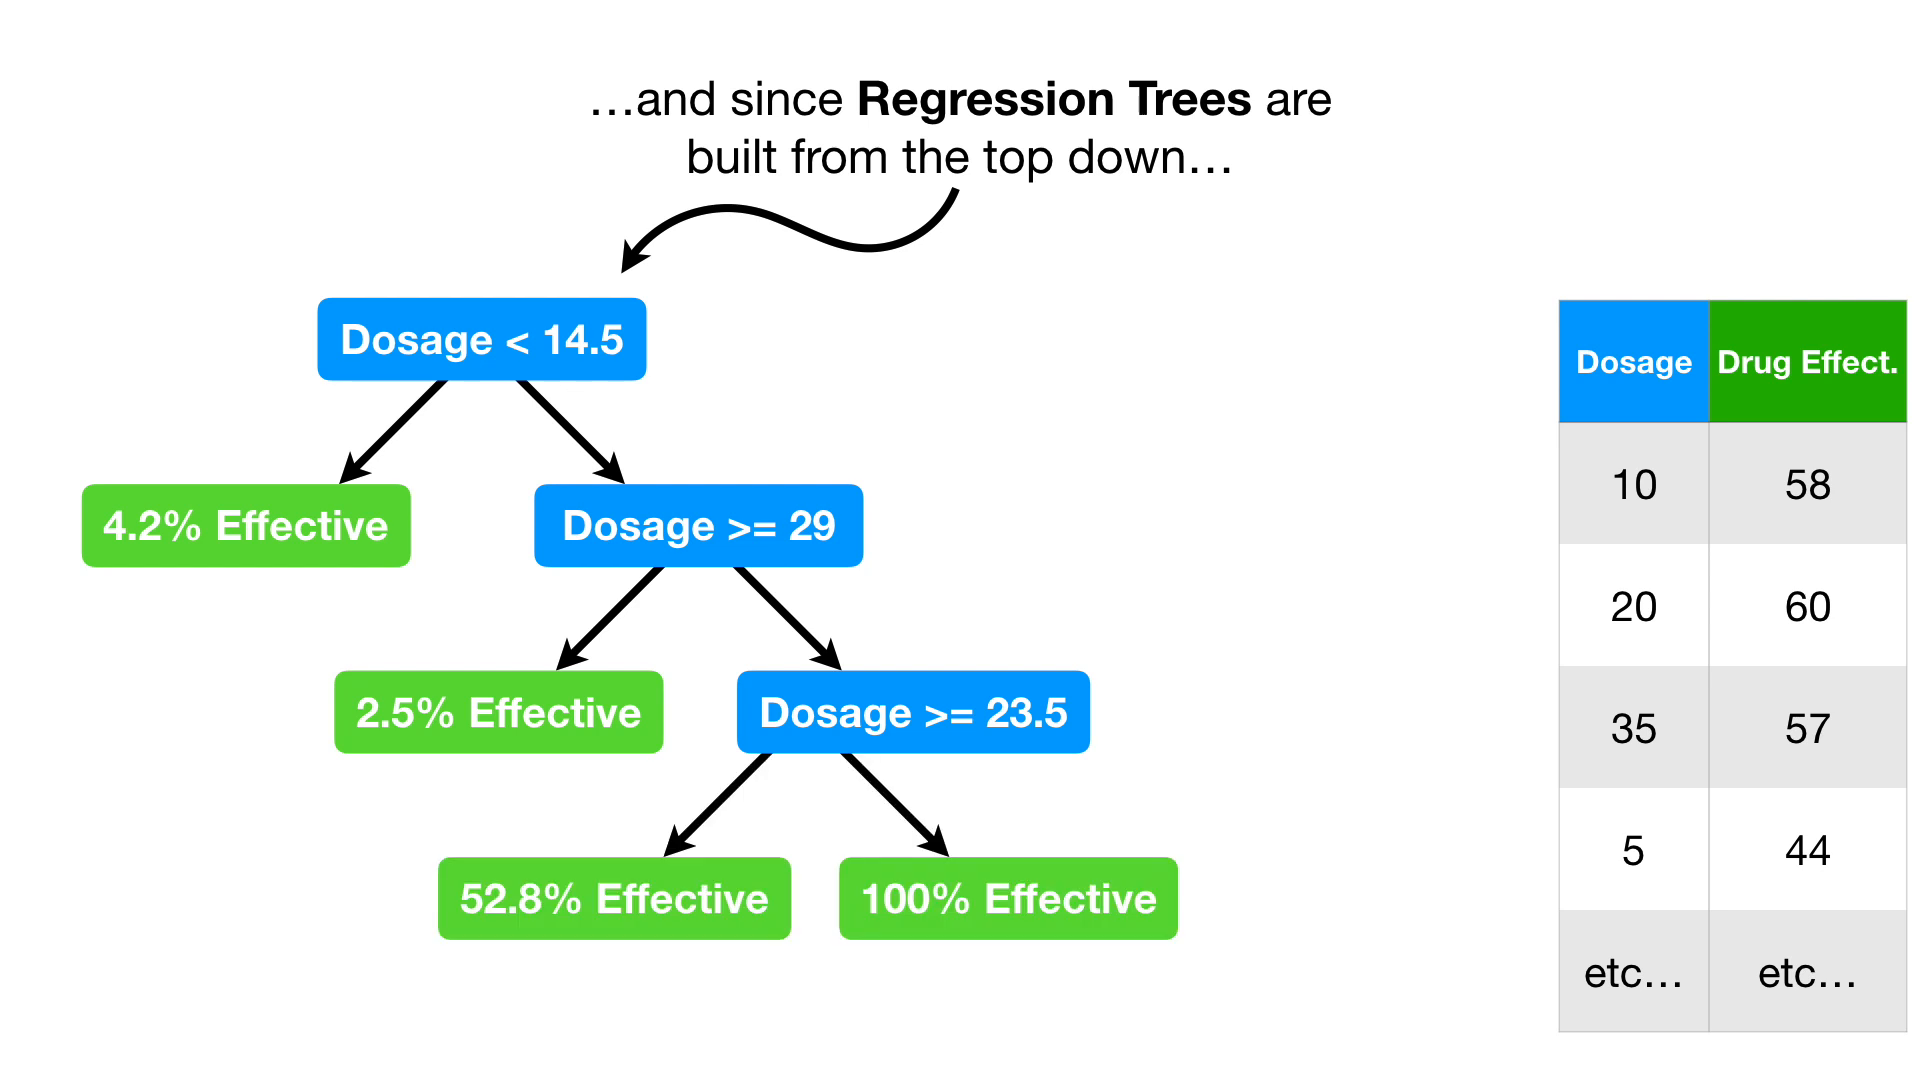 …and since Regression Trees are
built from the top down…
Dosage < 14.5
4.2% Effective
Dosage >= 29
2.5% Effective
Dosage >= 23.5
52.8% Effective
100% Effective
Dosage Drug Effect.
10 58
20 60
35 57
5 44
etc… etc…